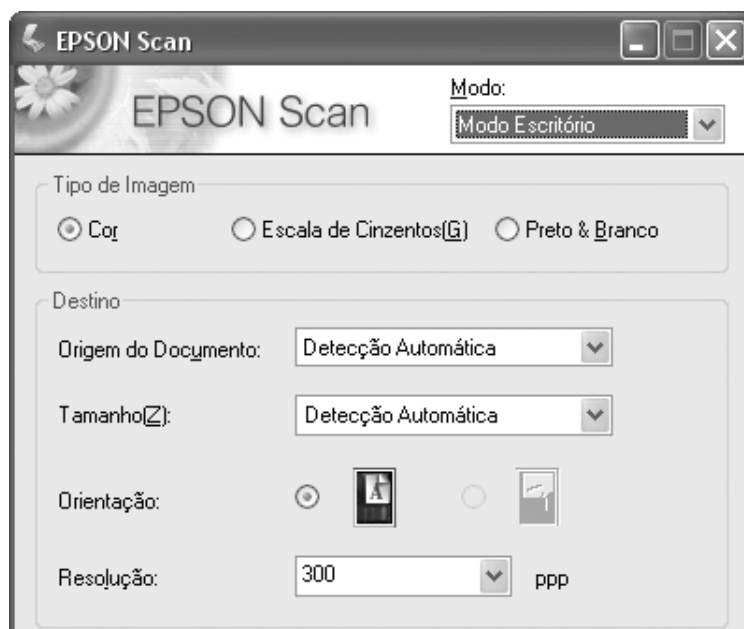 EPSON Scan
EPSON Scan
Modo:
Modo Escritório
Tipo de Imagem
Cor
Escala de Cinzentos(G)
Preto & Branco
Destino
Origem do Documento:
Detecção Automática
Tamanho(Z):
Detecção Automática
Orientação:
A
Resolução:
300
ppp